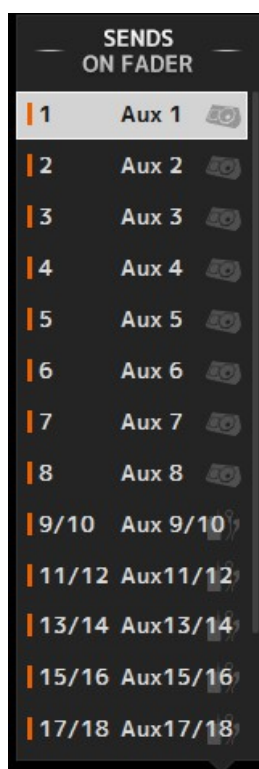 SENDS
ON FADER
1 Aux 1
2 Aux 2
3 Aux 3
4 Aux 4
5 Aux 5
6 Aux 6
7 Aux 7
8 Aux 8
9/10 Aux 9/10
11/12 Aux11/12
13/14 Aux13/14
15/16 Aux15/16
17/18 Aux17/18